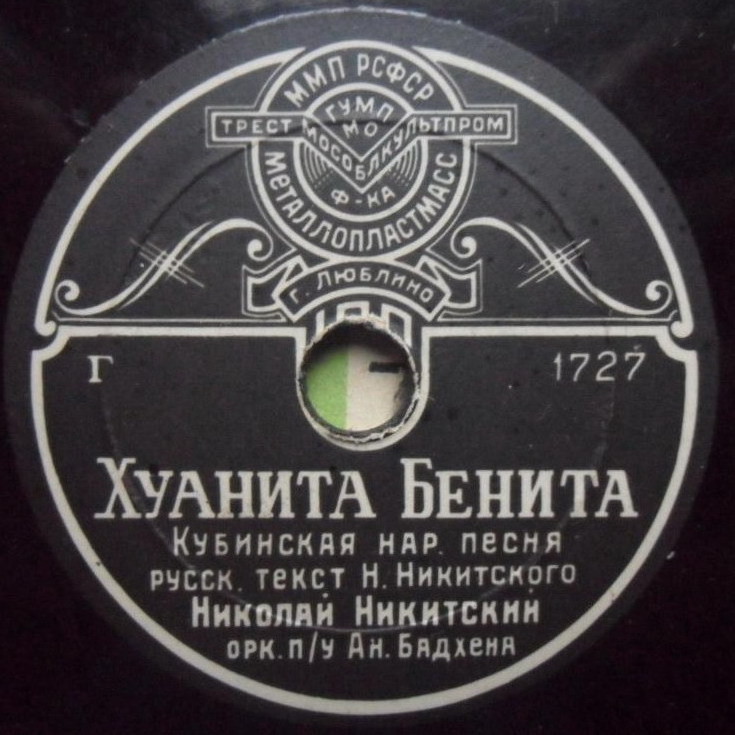 ММП РСФСР
ГУМП
МО
ТРЕСТ МОСОБЛКУЛЬТПРОМ
Ф-КА
МЕТАЛЛОПЛАСТМАСС
Г. ЛЮБЛИНО
Г 1727
ХУАНИТА БЕНИТА
КУБИНСКАЯ НАР. ПЕСНЯ
РУССК. ТЕКСТ Н. НИКИТСКОГО
НИКОЛАЙ НИКИТСКИЙ
ОРК. П/У АН. БАДХЕНА